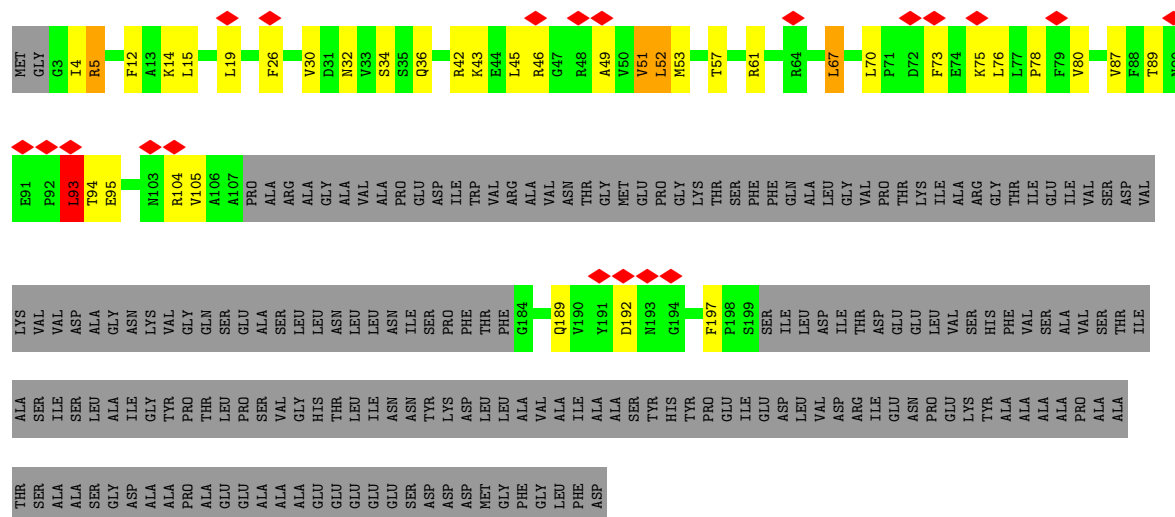 MET GLY G3 I4 R5 F12 A13 K14 L15 L19 F26 V30 D31 N32 V33 S34 S35 Q36 R42 K43 E44 L45 R46 G47 R48 A49 V50 V51 L52 M53 T57 R61 R64 L67 L70 P71 D72 F73 E74 K75 L76 L77 P78 F79 V80 V87 F88 T89
E91 P92 L93 T94 E95 N103 R104 V105 A106 A107 PRO ALA ARG ALA GLY ALA VAL ALA PRO GLU ASP ILE TRP VAL ARG ALA VAL ASN THR GLY MET GLU PRO GLY LYS THR SER PHE PHE GLN ALA LEU GLY VAL PRO THR LYS ILE ALA ARG GLY THR ILE GLU ILE VAL SER ASP VAL
LYS VAL VAL ASP ALA GLY ASN LYS VAL GLY GLN SER GLU ALA SER LEU LEU ASN LEU LEU ASN ILE SER PRO PHE THR PHE G184 Q189 V190 Y191 D192 N193 G194 F197 P198 S199 SER ILE LEU ASP ILE THR ASP GLU GLU LEU VAL SER HIS PHE VAL SER ALA VAL SER THR ILE
ALA SER ILE SER LEU ALA ILE GLY TYR PRO THR LEU PRO SER VAL GLY HIS THR LEU ILE ASN ASN TYR LYS ASP LEU LEU ALA VAL ALA ILE ALA ALA SER TYR HIS TYR PRO GLU ILE GLU ASP LEU VAL ASP ARG ILE GLU ASN PRO GLU LYS TYR ALA ALA ALA ALA PRO ALA ALA
THR SER ALA ALA SER GLY ASP ALA ALA PRO ALA GLU GLU ALA ALA ALA GLU GLU GLU GLU GLU SER ASP ASP ASP MET GLY PHE GLY LEU PHE ASP